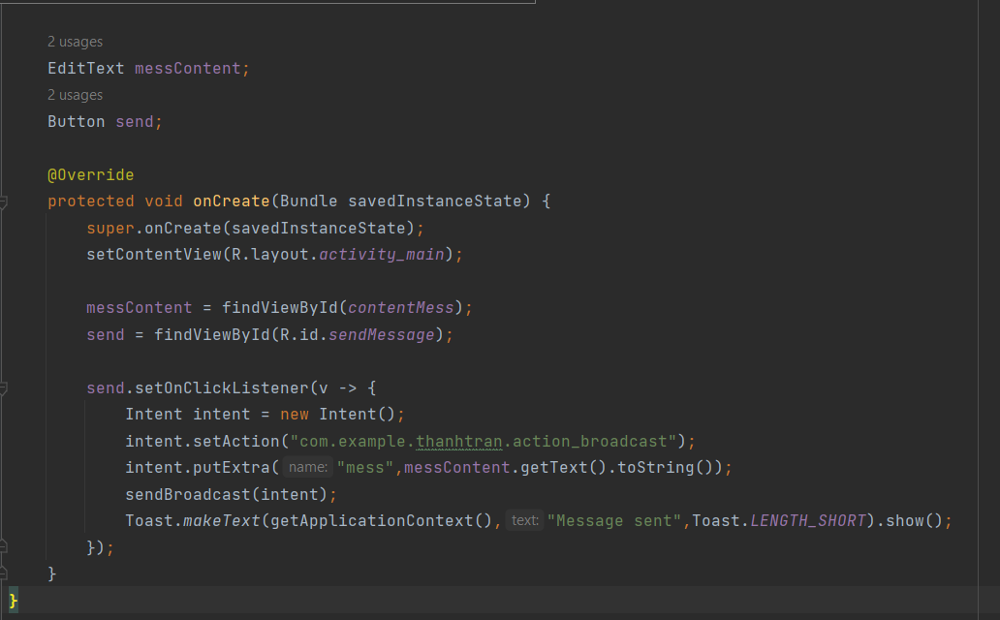 2 usages
EditText messContent;
2 usages
Button send;
@Override
protected void onCreate(Bundle savedInstanceState) {
super.onCreate(savedInstanceState);
setContentView(R.layout.activity_main);
messContent = findViewById(contentMess);
send = findViewById(R.id.sendMessage);
send.setOnClickListener(v -> {
Intent intent = new Intent();
intent.setAction("com.example.thanhtran.action_broadcast");
intent.putExtra( name: "mess",messContent.getText().toString());
sendBroadcast(intent);
Toast.makeText(getApplicationContext(), text: "Message sent",Toast.LENGTH_SHORT).show();
});
}
}